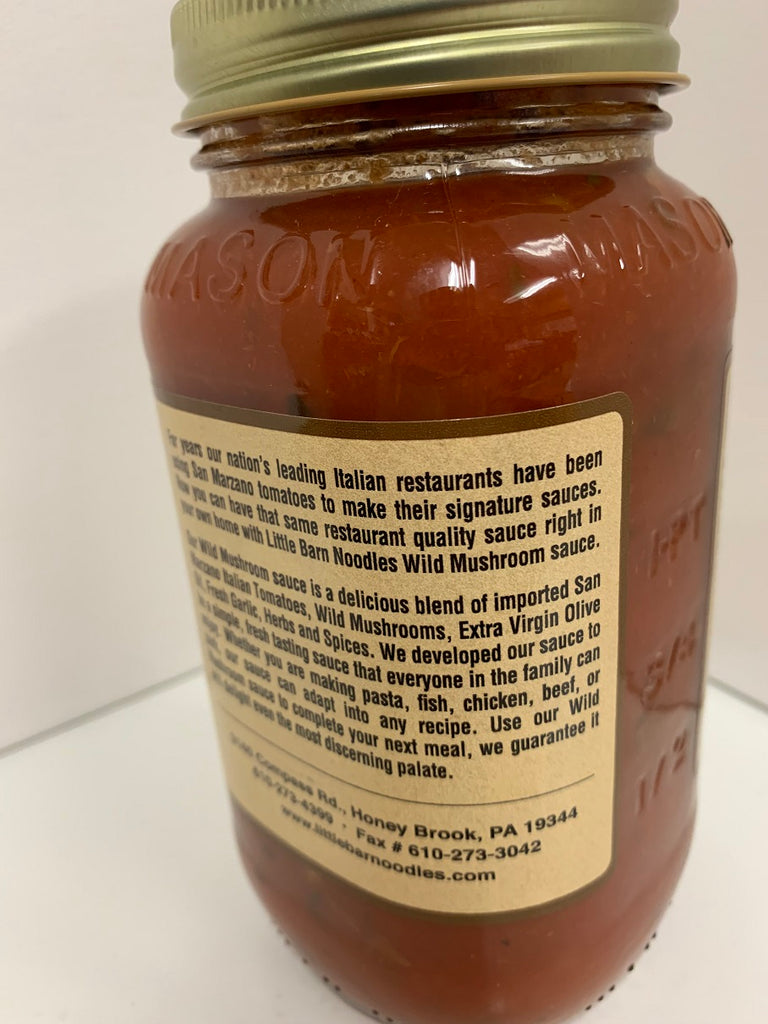 MASON
MASON
For years our nation's leading Italian restaurants have been
using San Marzano tomatoes to make their signature sauces.
Now you can have that same restaurant quality sauce right in
your own home with Little Barn Noodles Wild Mushroom sauce.
Our Wild Mushroom sauce is a delicious blend of imported San
Marzano Italian Tomatoes, Wild Mushrooms, Extra Virgin Olive
Oil, Fresh Garlic, Herbs and Spices. We developed our sauce to
be a simple, fresh tasting sauce that everyone in the family can
Whether you are making pasta, fish, chicken, beef, or
our sauce can adapt into any recipe. Use our Wild
Mushroom sauce to complete your next meal, we guarantee it
will delight even the most discerning palate.
Compass Rd., Honey Brook, PA 19344
610-273-4399 · Fax # 610-273-3042
www.littlebarnoodles.com
1-PT
1/2